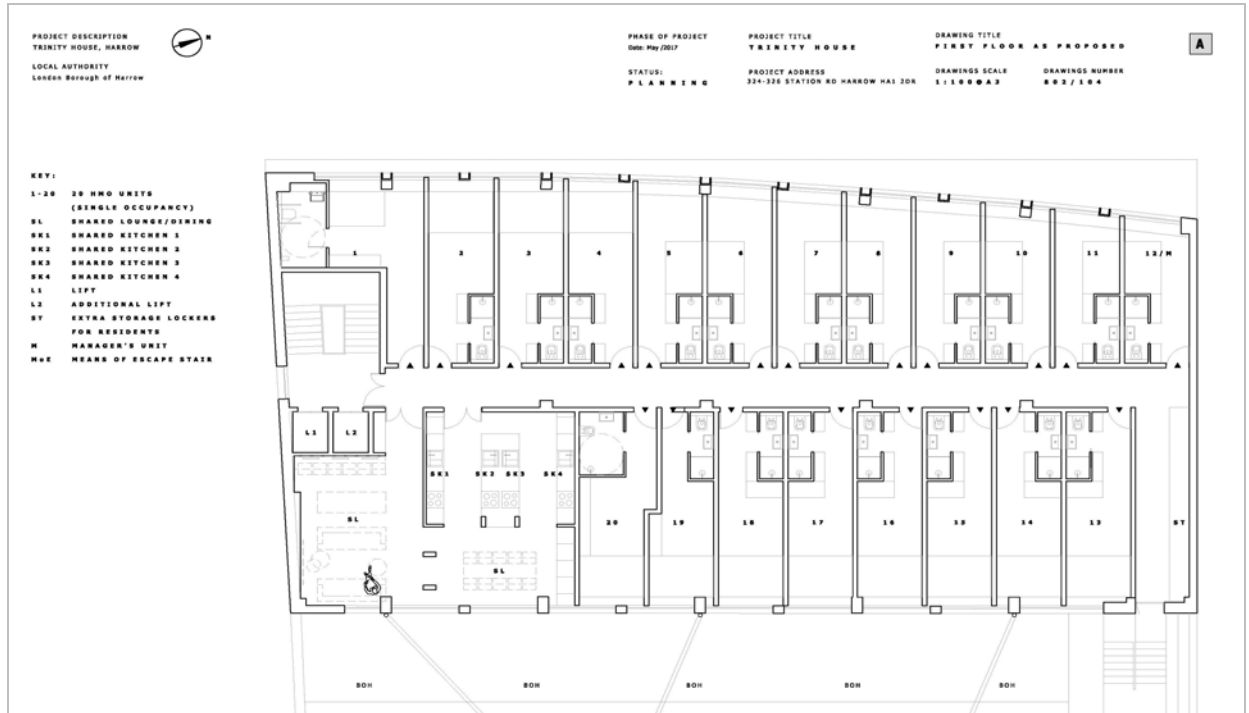 PROJECT DESCRIPTION
TRINITY HOUSE, HARROW
LOCAL AUTHORITY
London Borough of Harrow
N
PHASE OF PROJECT
Date: May /2017
STATUS:
PLANNING
PROJECT TITLE
TRINITY HOUSE
PROJECT ADDRESS
324-326 STATION RD HARROW HA1 2DR
DRAWING TITLE
FIRST FLOOR AS PROPOSED
DRAWINGS SCALE
1:100@A3
DRAWINGS NUMBER
802/104
A
KEY:
1-20 20 HMO UNITS
(SINGLE OCCUPANCY)
SL SHARED LOUNGE/DINING
SK1 SHARED KITCHEN 1
SK2 SHARED KITCHEN 2
SK3 SHARED KITCHEN 3
SK4 SHARED KITCHEN 4
L1 LIFT
L2 ADDITIONAL LIFT
ST EXTRA STORAGE LOCKERS
FOR RESIDENTS
M MANAGER'S UNIT
MoE MEANS OF ESCAPE STAIR
1 2 3 4 5 6 7 8 9 10 11 12/M
L1 L2
SK1 SK2 SK3 SK4
SL 20 19 18 17 16 15 14 13 ST
SL
BOH BOH BOH BOH BOH